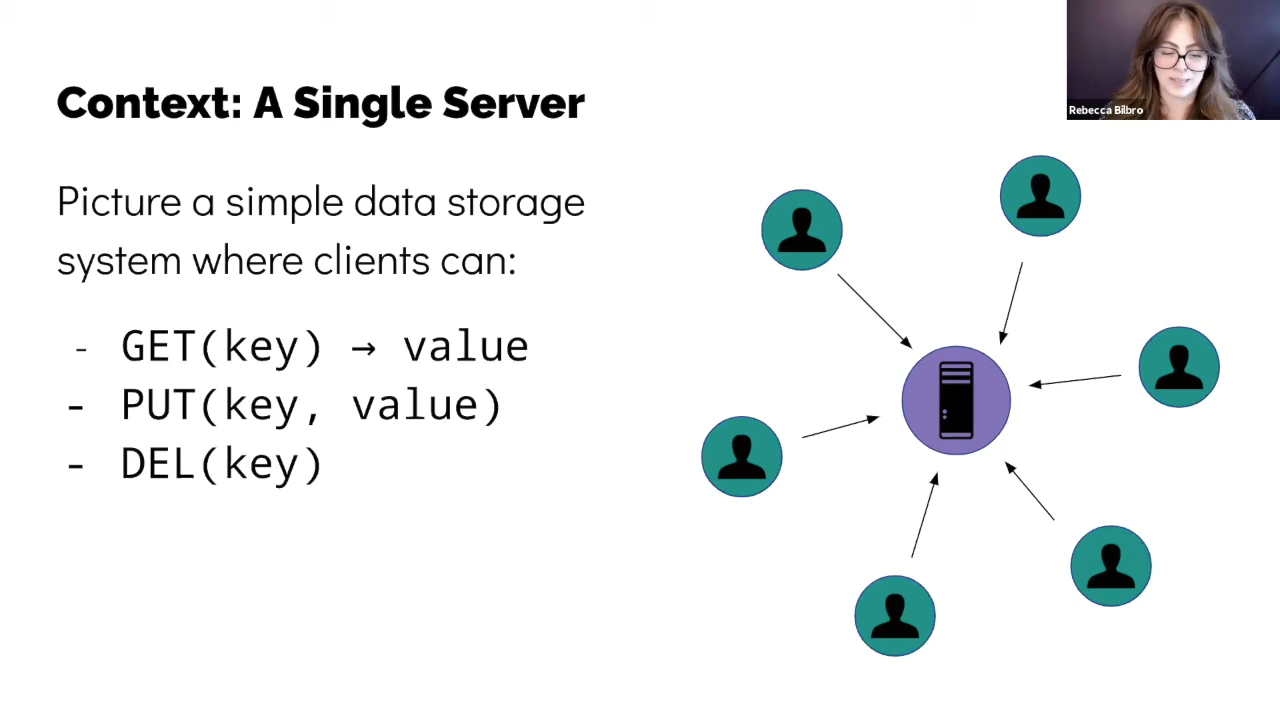 Context: A Single Server
Rebecca Bilbro
Picture a simple data storage
system where clients can:
- GET(key) → value
- PUT(key, value)
- DEL(key)